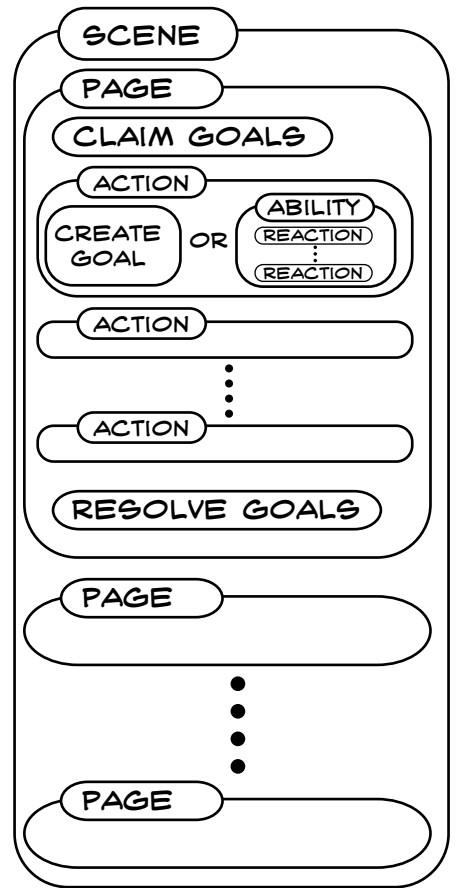 SCENE
PAGE
CLAIM GOALS
ACTION
CREATE
GOAL
OR
ABILITY
REACTION
REACTION
ACTION
ACTION
RESOLVE GOALS
PAGE
PAGE